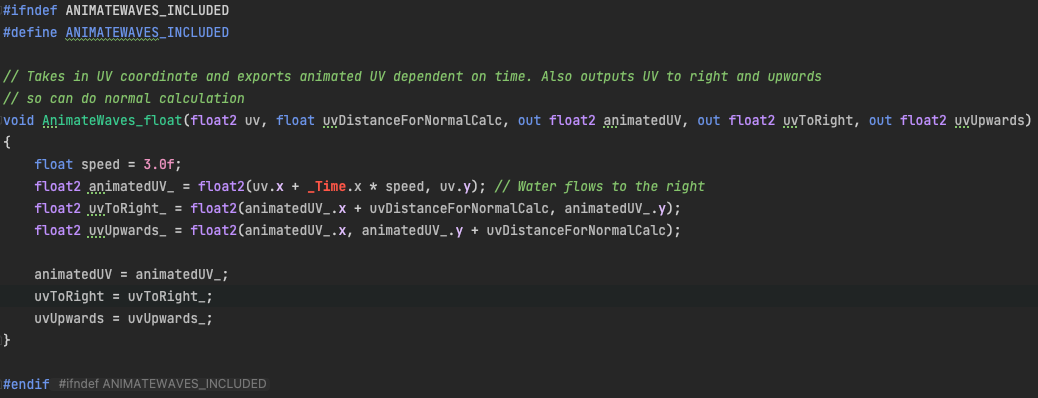 #ifndef ANIMATEWAVES_INCLUDED
#define ANIMATEWAVES_INCLUDED
// Takes in UV coordinate and exports animated UV dependent on time. Also outputs UV to right and upwards
// so can do normal calculation
void AnimateWaves_float(float2 uv, float uvDistanceForNormalCalc, out float2 animatedUV, out float2 uvToRight, out float2 uvUpwards)
{
    float speed = 3.0f;
    float2 animatedUV_ = float2(uv.x + _Time.x * speed, uv.y); // Water flows to the right
    float2 uvToRight_ = float2(animatedUV_.x + uvDistanceForNormalCalc, animatedUV_.y);
    float2 uvUpwards_ = float2(animatedUV_.x, animatedUV_.y + uvDistanceForNormalCalc);
    animatedUV = animatedUV_;
    uvToRight = uvToRight_;
    uvUpwards = uvUpwards_;
}
#endif #ifndef ANIMATEWAVES_INCLUDED